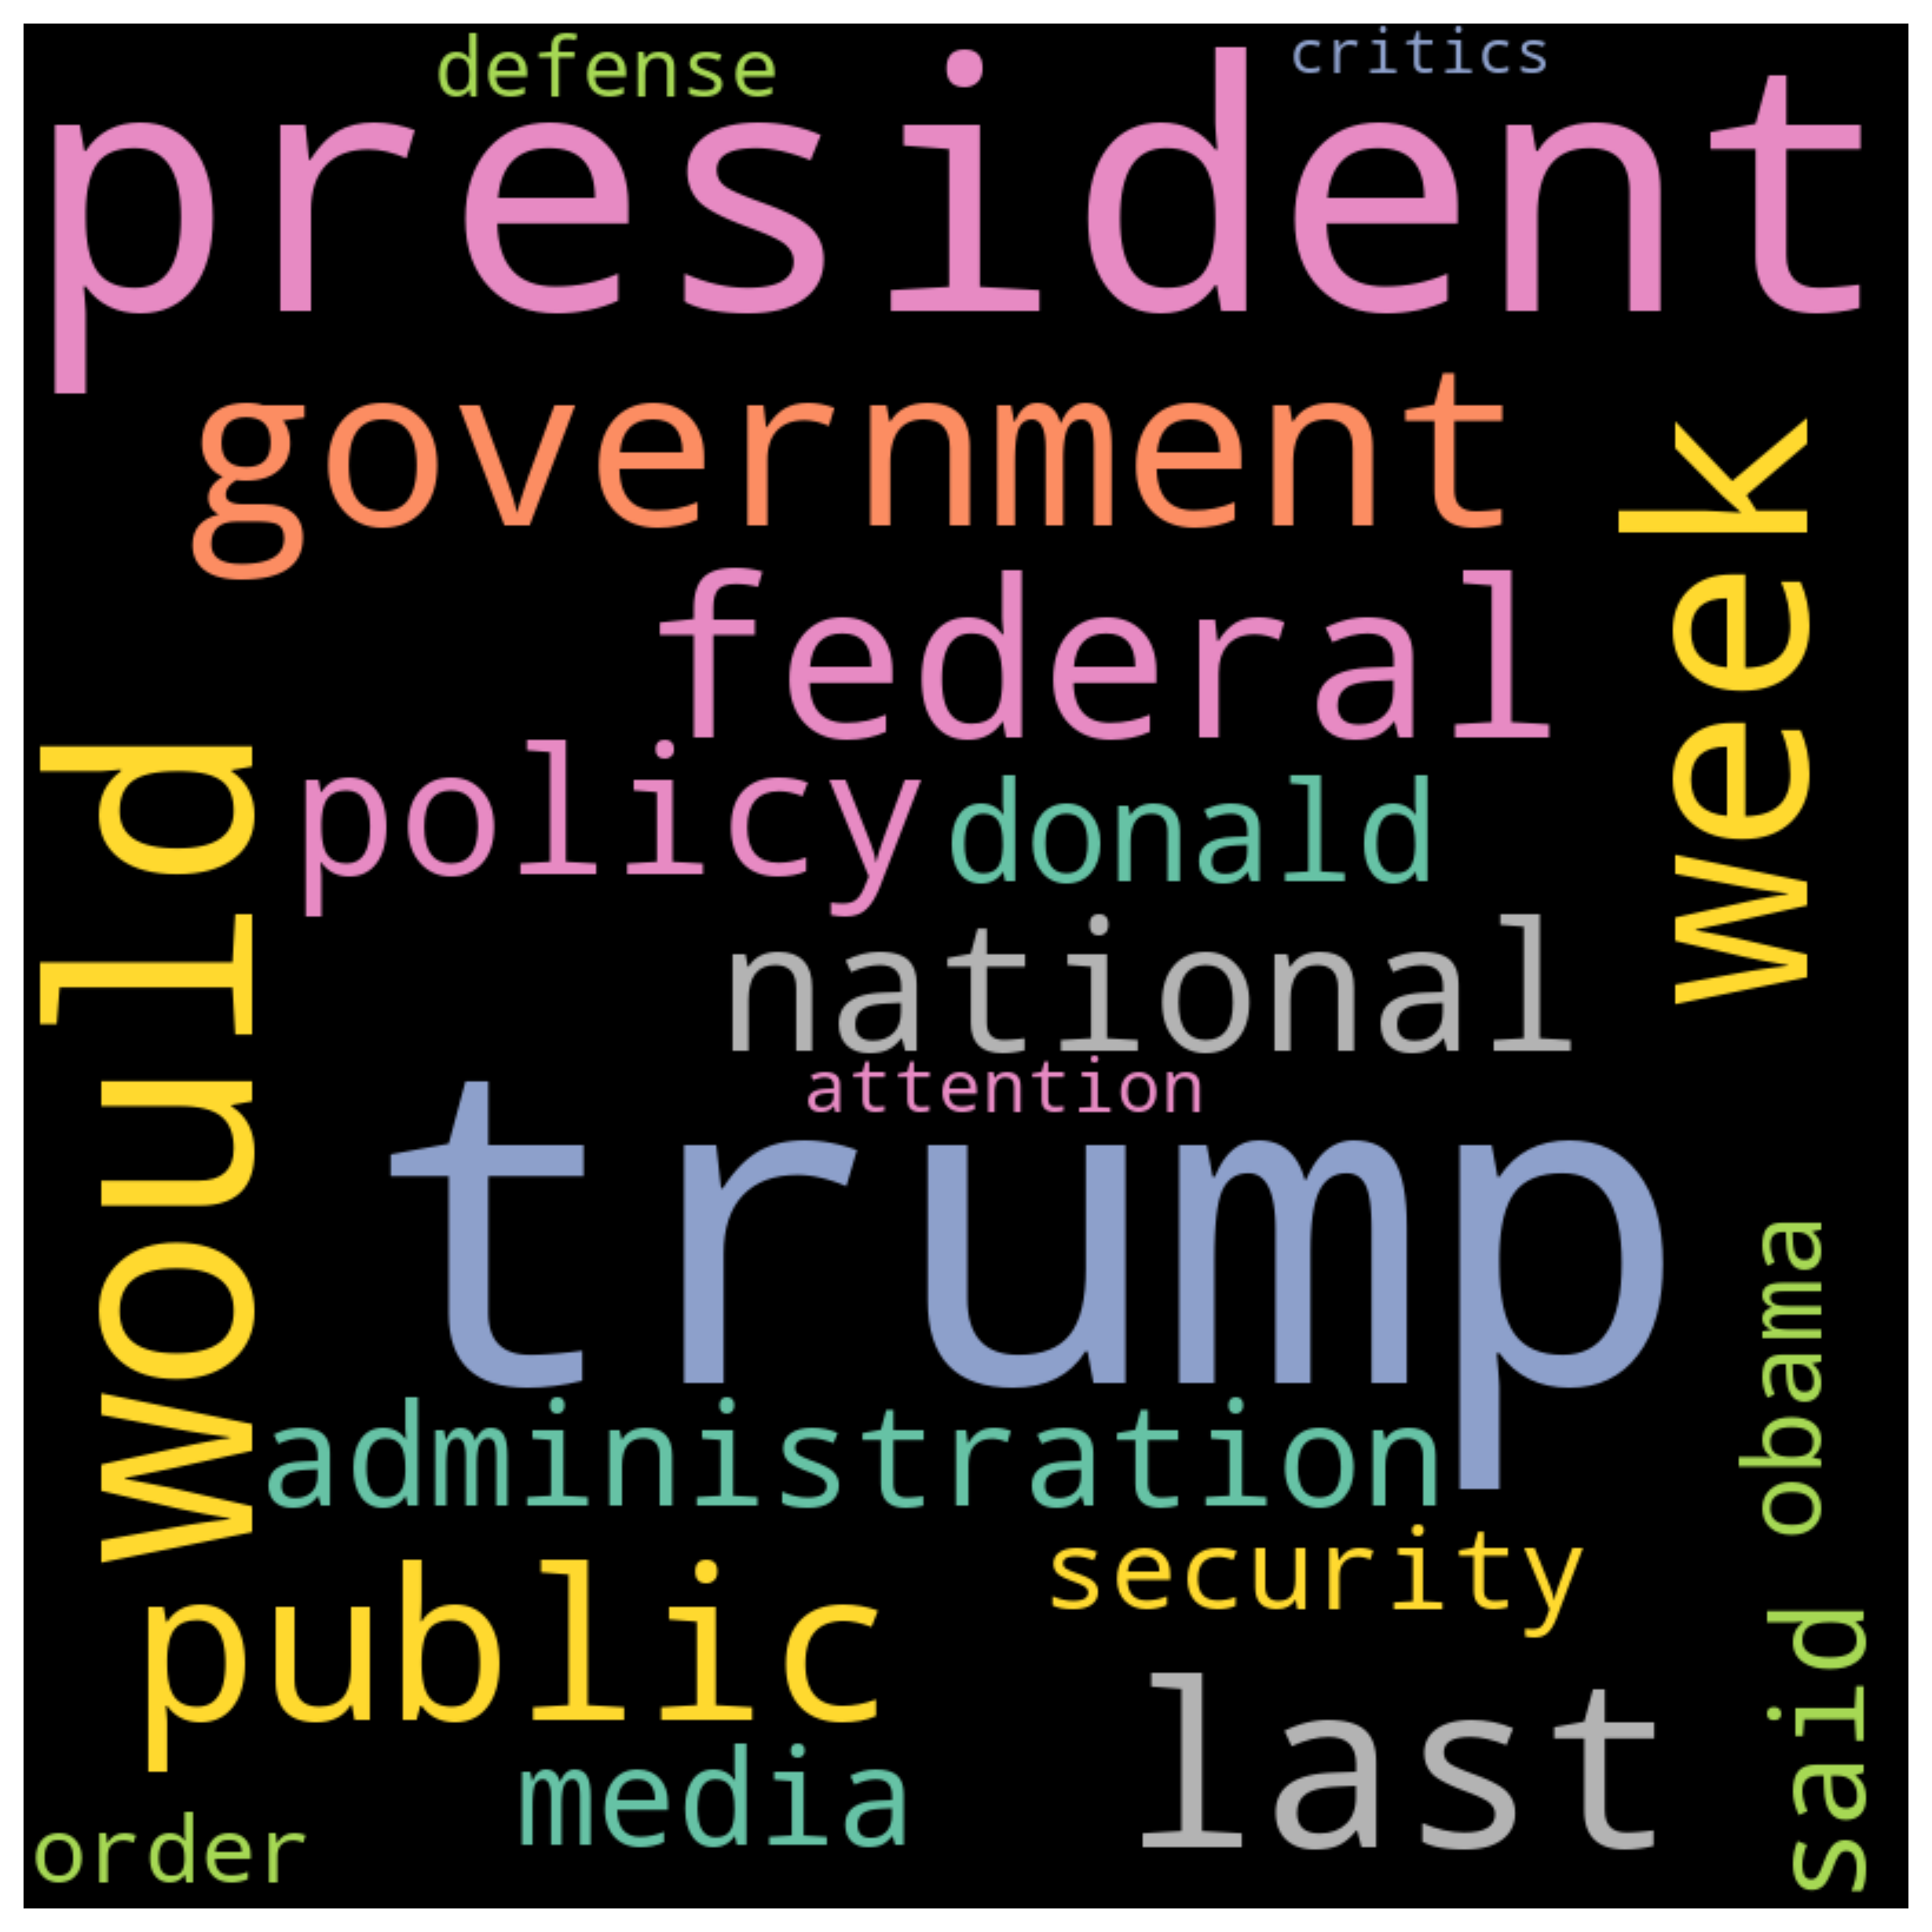 defense
critics
president
government
week
federal
would
policy
donald
national
attention
trump
obama
administration
security
public
said
last
media
order